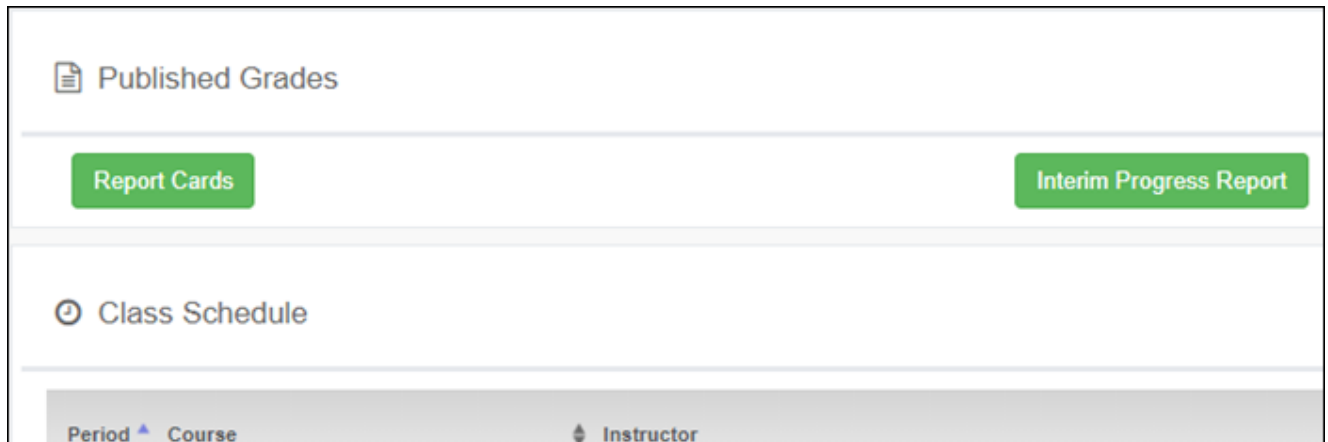 Published Grades
Report Cards Interim Progress Report
Class Schedule
Period Course Instructor